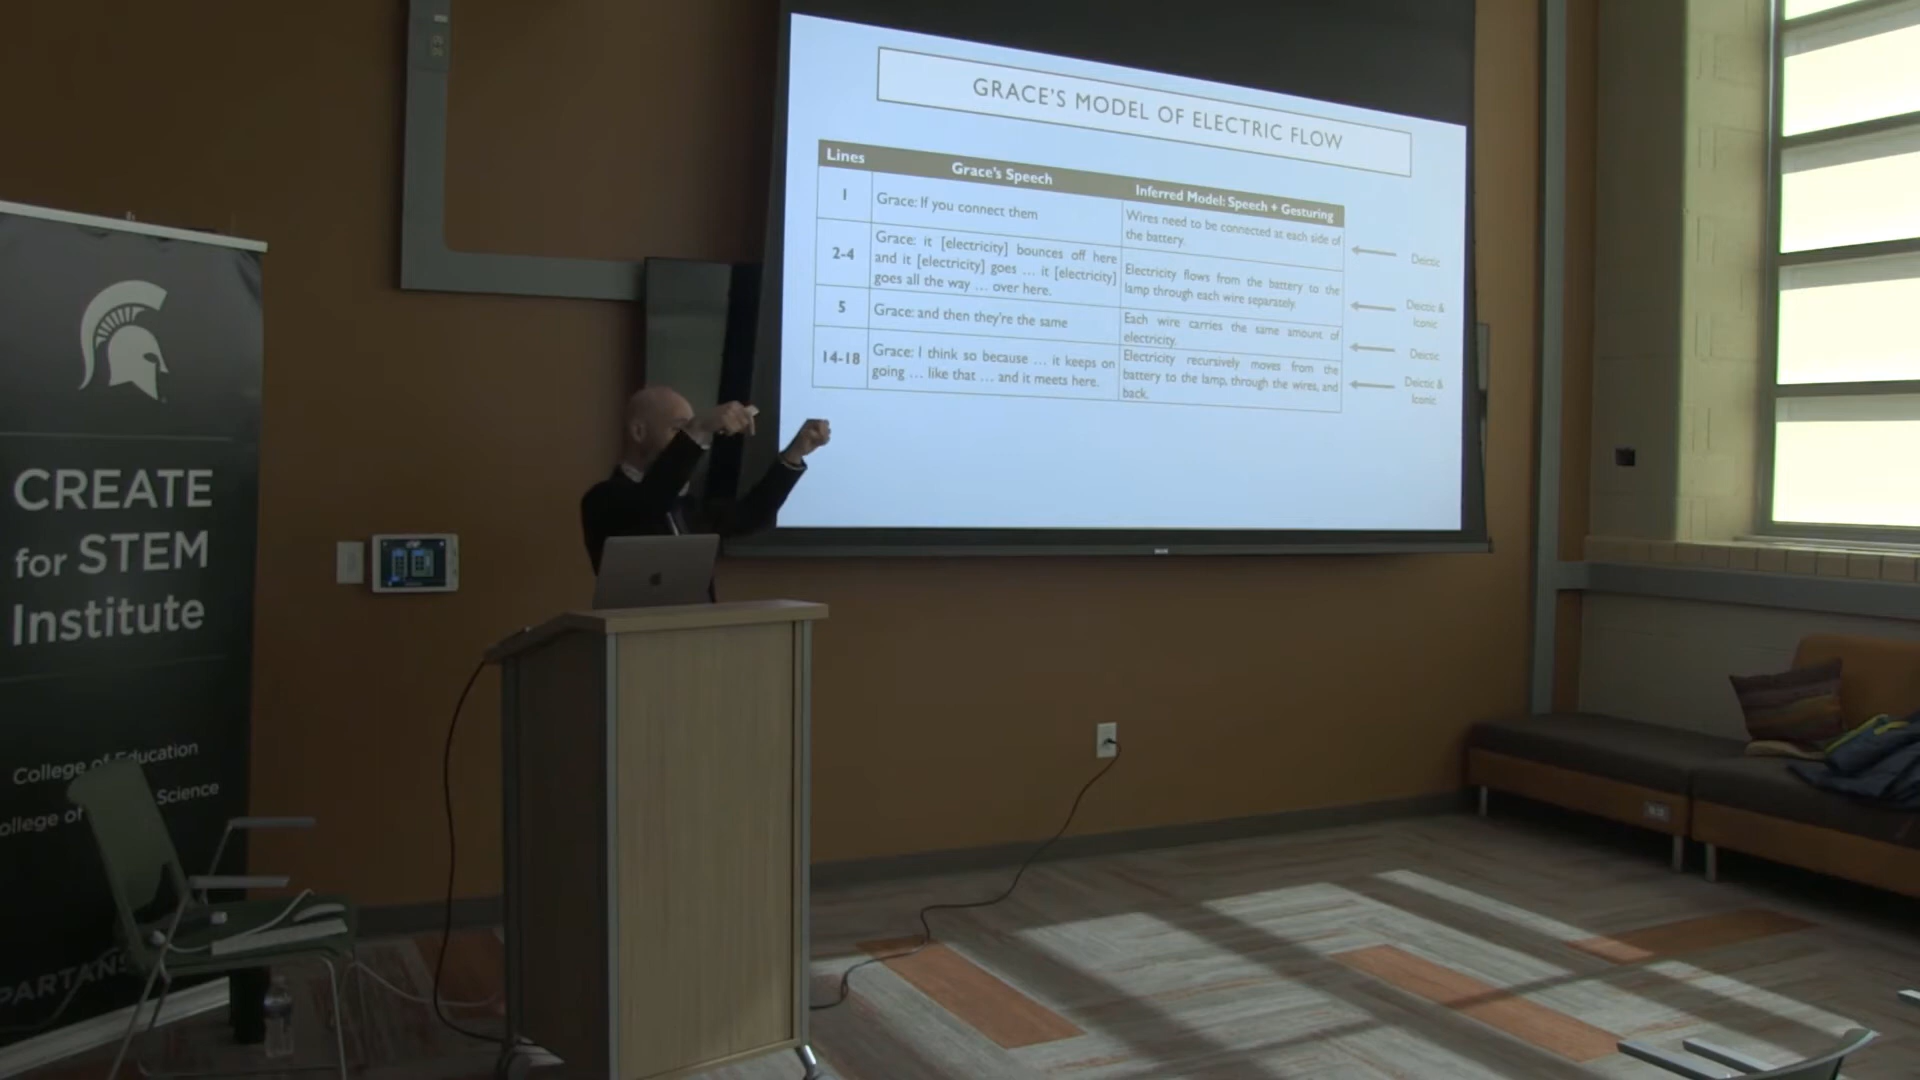 GRACE'S MODEL OF ELECTRIC FLOW
Lines
Grace's Speech
Inferred Model: Speech + Gesturing
1
Grace: If you connect them
Wires need to be connected at each side of
the battery.
Deictic
2-4
Grace: it [electricity] bounces off here
and it [electricity] goes ... it [electricity]
goes all the way ... over here.
Electricity flows from the battery to the
lamp through each wire separately.
Deictic &
Iconic
5
Grace: and then they're the same
Each wire carries the same amount of
electricity.
Deictic
14-18
Grace: I think so because ... it keeps on
going ... like that ... and it meets here.
Electricity recursively moves from the
battery to the lamp, through the wires, and
back.
Deictic &
Iconic
CREATE
for STEM
Institute
College of Education
College of Science
SPARTANS